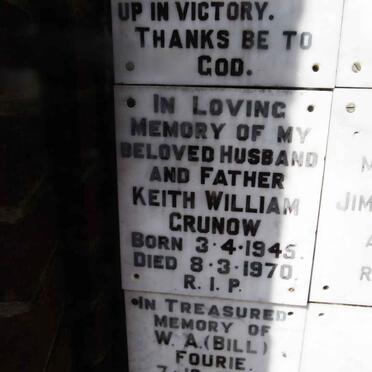 UP IN VICTORY.
THANKS BE TO
GOD.
IN LOVING
MEMORY OF MY
BELOVED HUSBAND
AND FATHER
KEITH WILLIAM
GRUNOW
BORN 3·4·1945.
DIED 8·3·1970.
R.I.P.
JIM
IN TREASURED
MEMORY OF
W. A. (BILL)
FOURIE.